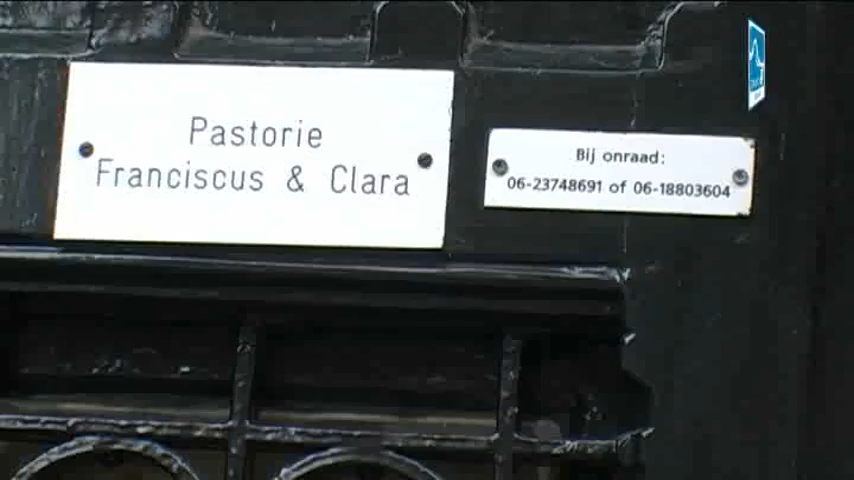 Pastorie
Franciscus & Clara
Bij onraad:
06-23748691 of 06-18803604